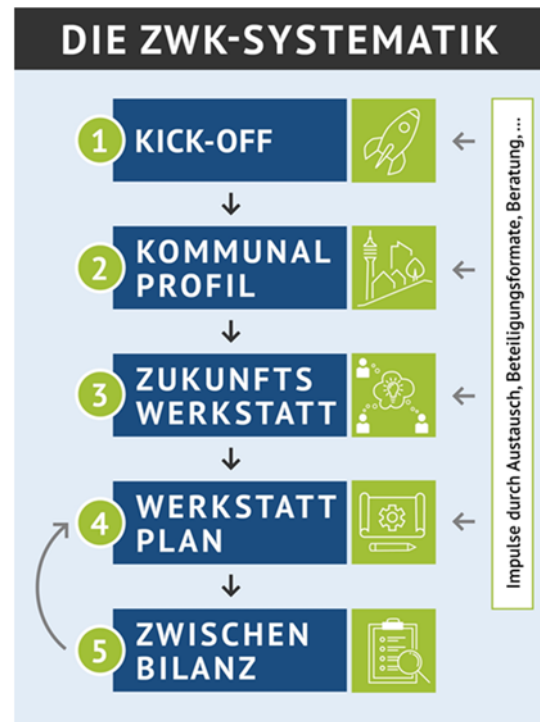 DIE ZWK-SYSTEMATIK
1
KICK-OFF
2
KOMMUNAL
PROFIL
3
ZUKUNFTS
WERKSTATT
4
WERKSTATT
PLAN
5
ZWISCHEN
BILANZ
Impulse durch Austausch, Beteiligungsformate, Beratung,...